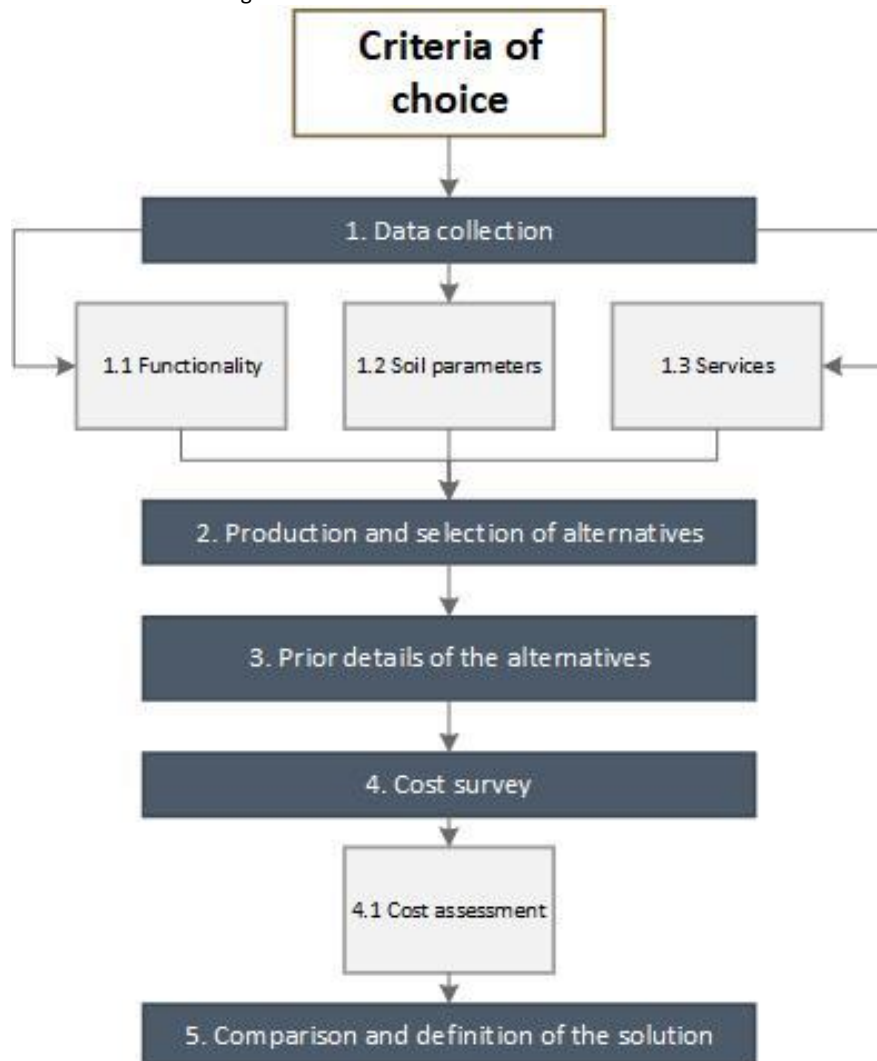 Criteria of
choice
1. Data collection
1.1 Functionality
1.2 Soil parameters
1.3 Services
2. Production and selection of alternatives
3. Prior details of the alternatives
4. Cost survey
4.1 Cost assessment
5. Comparison and definition of the solution